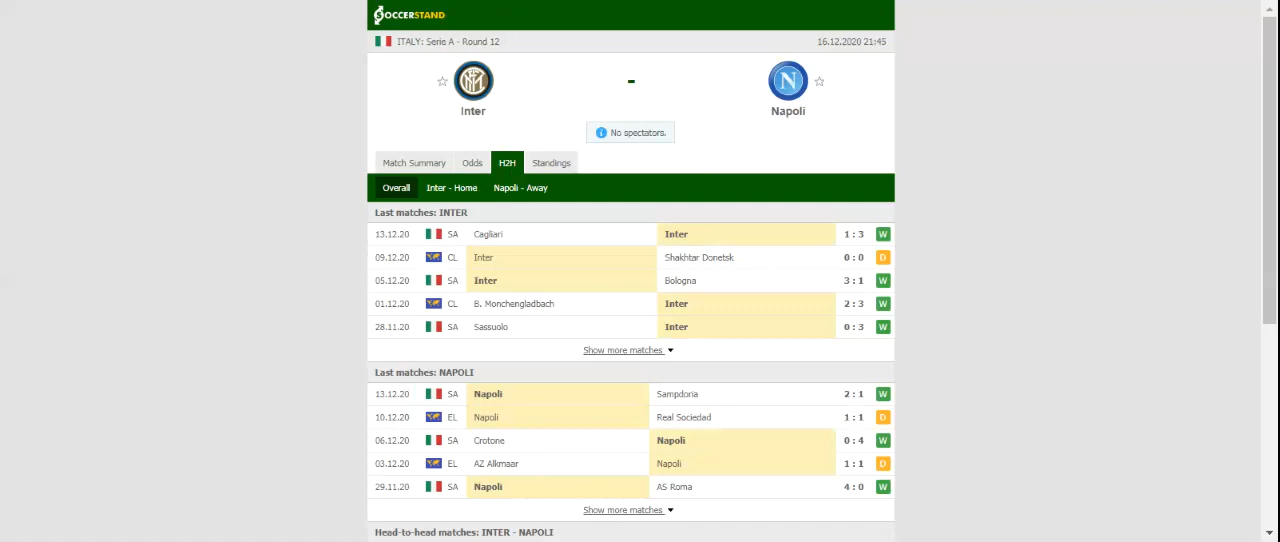 SOCCERSTAND
ITALY: Serie A - Round 12 16.12.2020 21:45
-
Inter Napoli
No spectators.
Match Summary Odds H2H Standings
Overall Inter - Home Napoli - Away
Last matches: INTER
13.12.20 SA Cagliari Inter 1 : 3 W
09.12.20 CL Inter Shakhtar Donetsk 0 : 0 D
05.12.20 SA Inter Bologna 3 : 1 W
01.12.20 CL B. Monchengladbach Inter 2 : 3 W
28.11.20 SA Sassuolo Inter 0 : 3 W
Show more matches
Last matches: NAPOLI
13.12.20 SA Napoli Sampdoria 2 : 1 W
10.12.20 EL Napoli Real Sociedad 1 : 1 D
06.12.20 SA Crotone Napoli 0 : 4 W
03.12.20 EL AZ Alkmaar Napoli 1 : 1 D
29.11.20 SA Napoli AS Roma 4 : 0 W
Show more matches
Head-to-head matches: INTER - NAPOLI